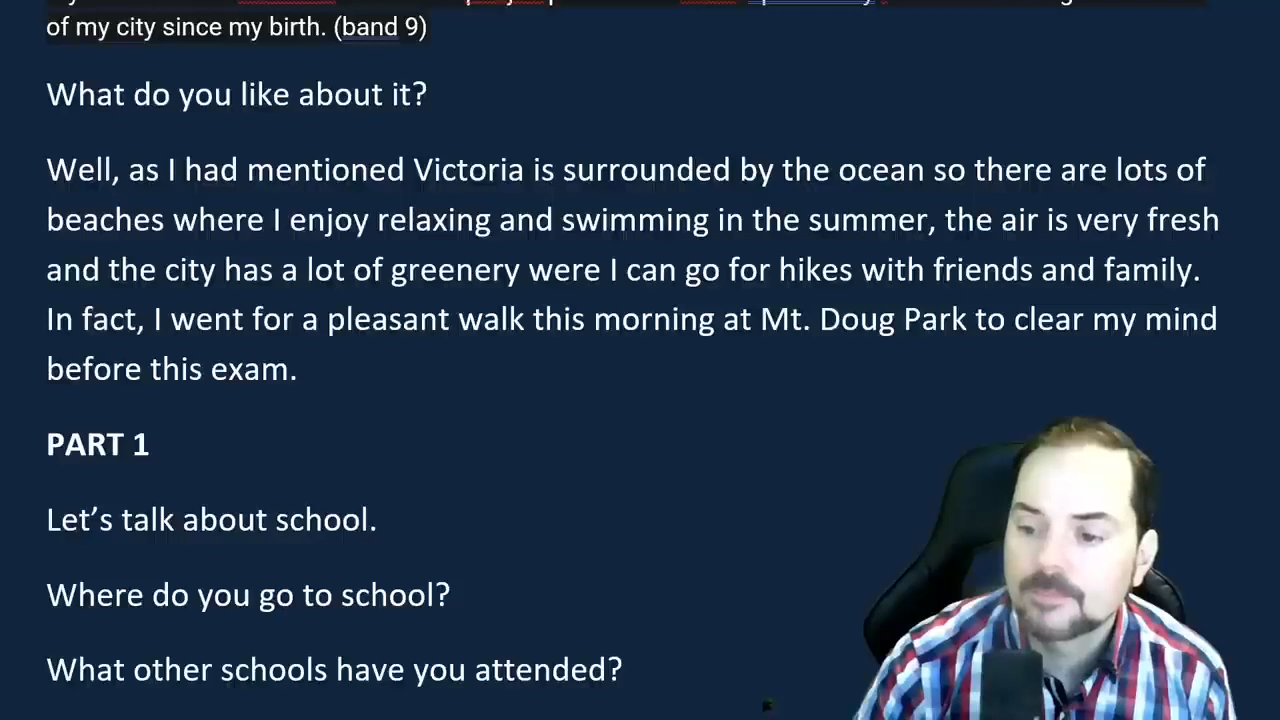 of my city since my birth. (band 9)
What do you like about it?
Well, as I had mentioned Victoria is surrounded by the ocean so there are lots of
beaches where I enjoy relaxing and swimming in the summer, the air is very fresh
and the city has a lot of greenery were I can go for hikes with friends and family.
In fact, I went for a pleasant walk this morning at Mt. Doug Park to clear my mind
before this exam.
PART 1
Let’s talk about school.
Where do you go to school?
What other schools have you attended?